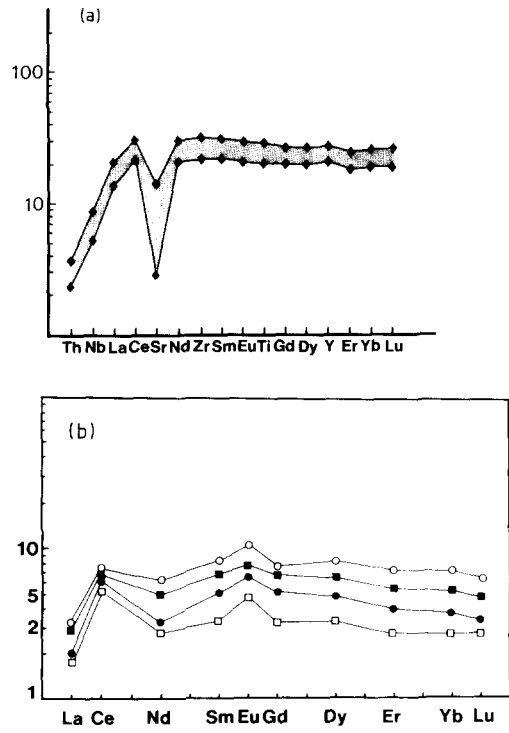 (a)
100
10
Th Nb La Ce Sr Nd Zr Sm Eu Ti Gd Dy Y Er Yb Lu
(b)
10
5
2
1
La Ce Nd Sm Eu Gd Dy Er Yb Lu